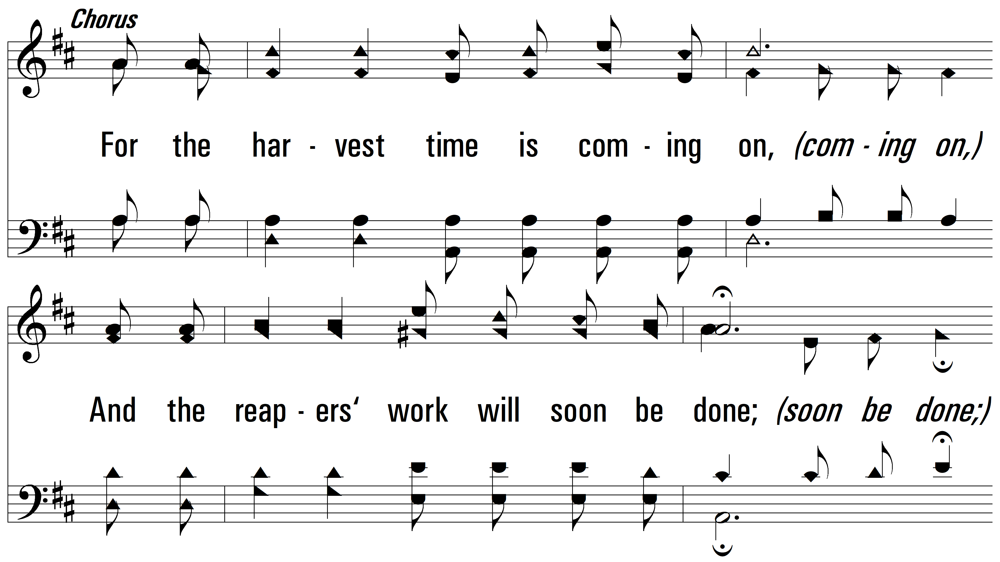 Chorus
For the har - vest time is com - ing on, (com - ing on,)
And the reap - ers‘ work will soon be done; (soon be done;)